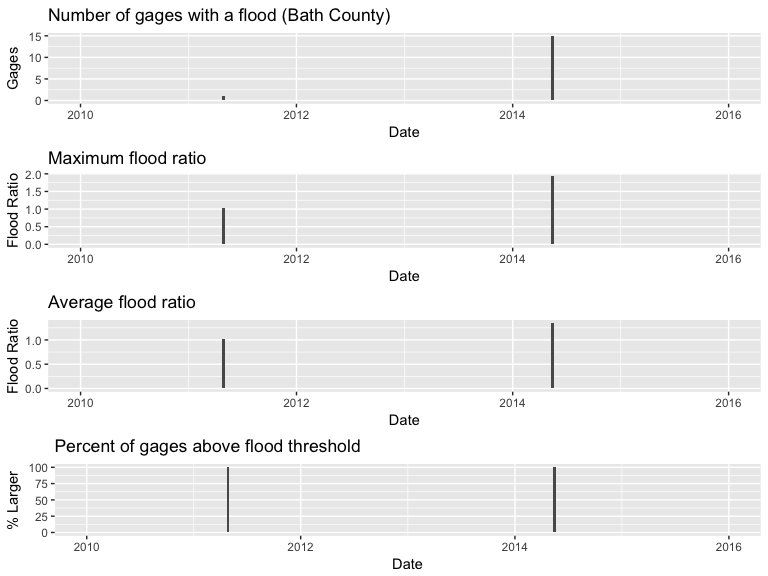 Number of gages with a flood (Bath County)
15
10
5
0
Gages
2010 2012 2014 2016
Date
Maximum flood ratio
2.0
1.5
1.0
0.5
0.0
Flood Ratio
2010 2012 2014 2016
Date
Average flood ratio
1.0
0.5
0.0
Flood Ratio
2010 2012 2014 2016
Date
Percent of gages above flood threshold
100
75
50
25
0
% Larger
2010 2012 2014 2016
Date